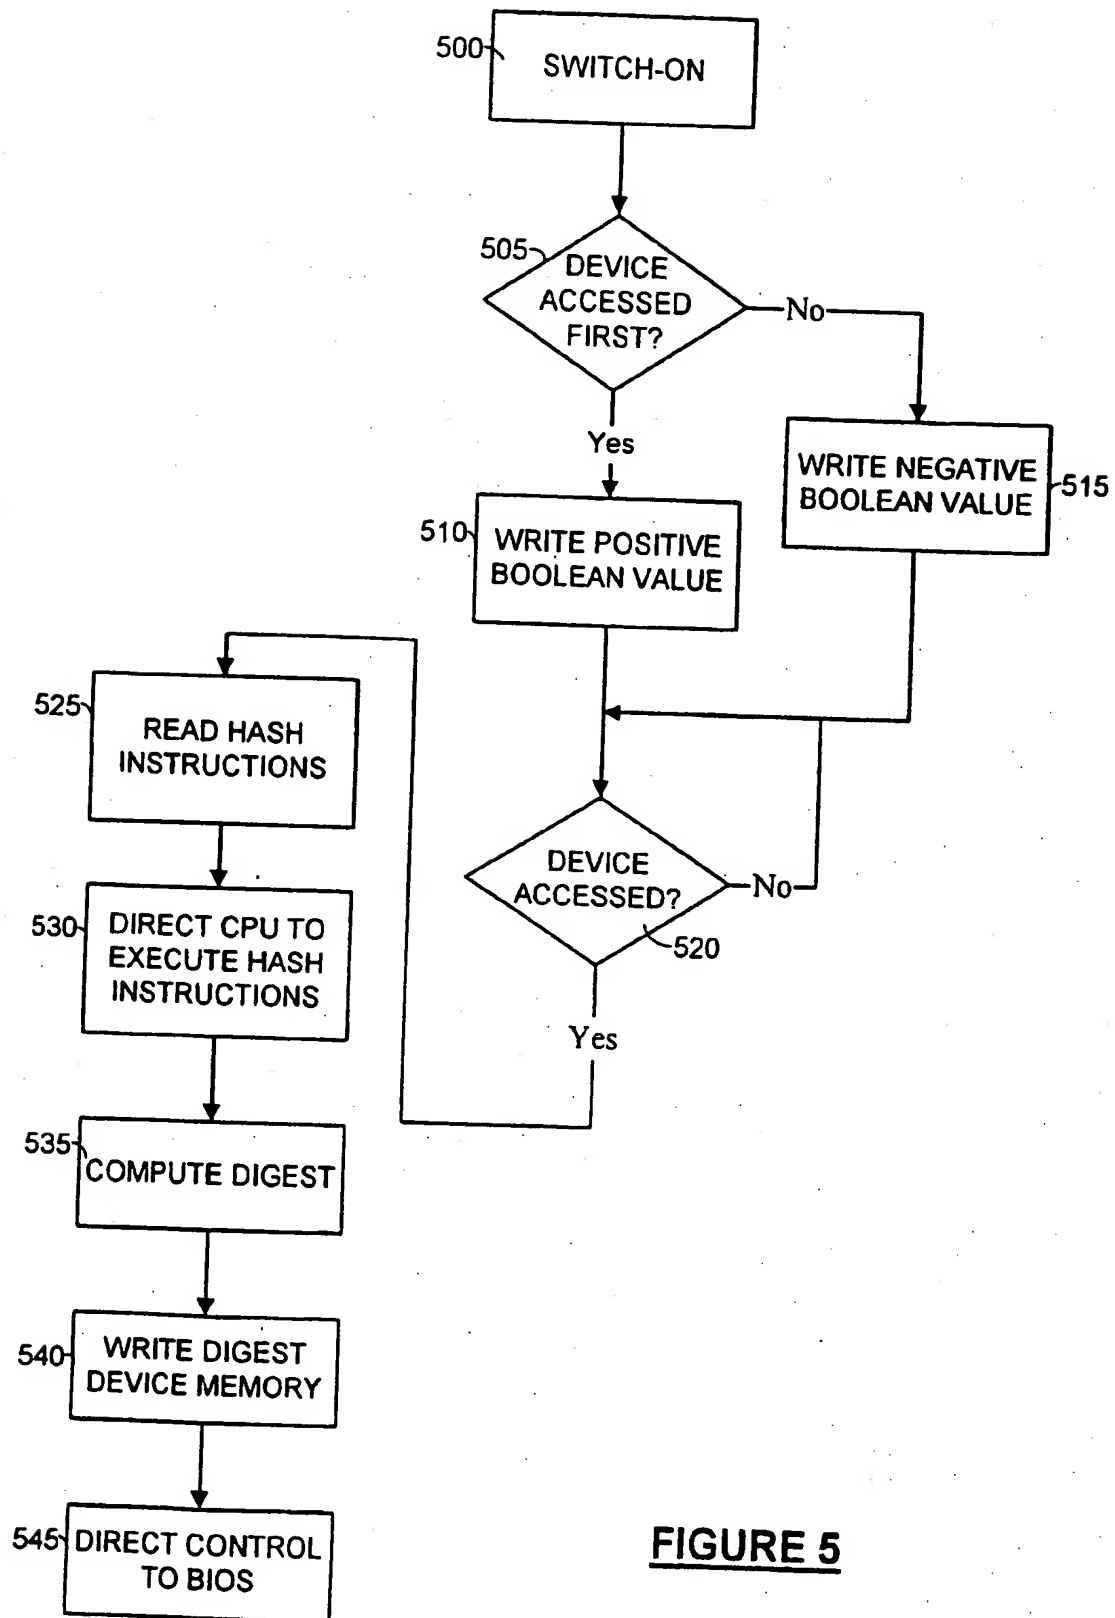 500
SWITCH-ON
505
DEVICE
ACCESSED
FIRST?
No
Yes
WRITE NEGATIVE
BOOLEAN VALUE
515
510
WRITE POSITIVE
BOOLEAN VALUE
525
READ HASH
INSTRUCTIONS
DEVICE
ACCESSED?
No
520
530
DIRECT CPU TO
EXECUTE HASH
INSTRUCTIONS
Yes
535
COMPUTE DIGEST
540
WRITE DIGEST
DEVICE MEMORY
545
DIRECT CONTROL
TO BIOS
FIGURE 5